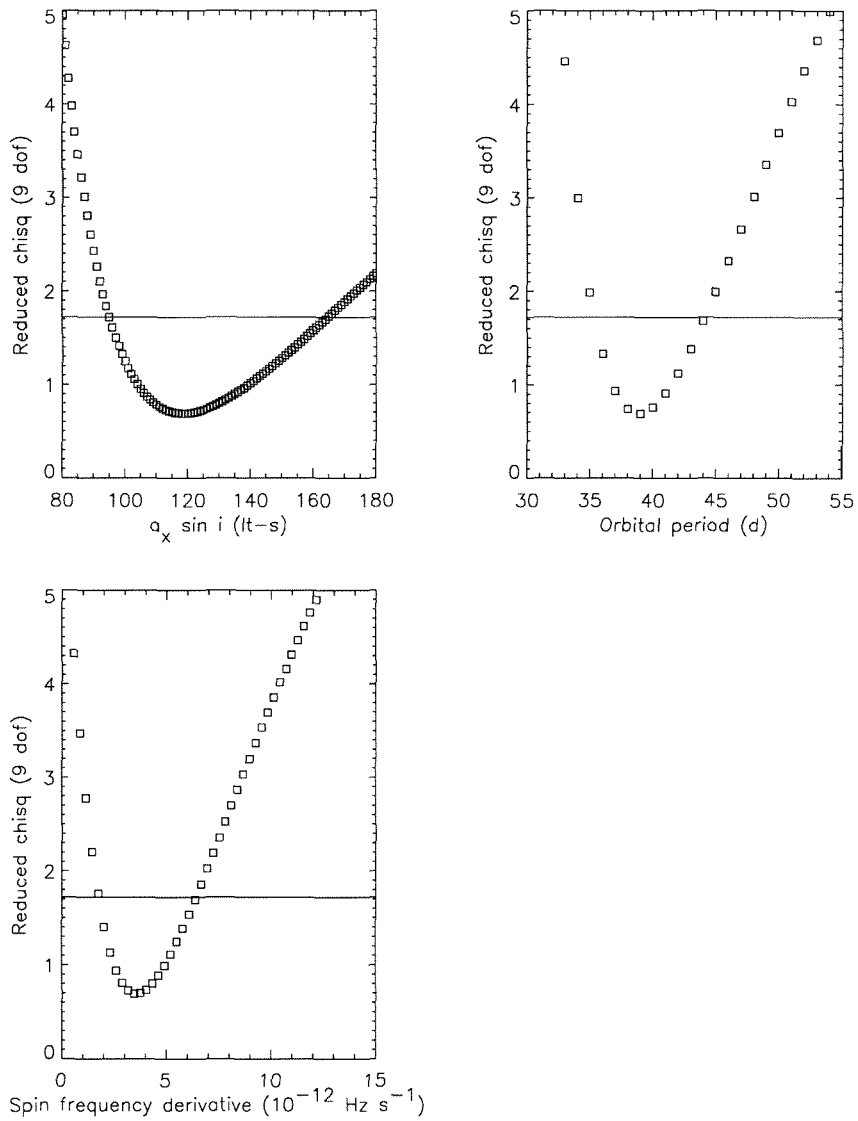 5
4
3
2
1
0
Reduced chisq (9 dof)
80 100 120 140 160 180
a_x sin i (lt-s)
5
4
3
2
1
0
Reduced chisq (9 dof)
30 35 40 45 50 55
Orbital period (d)
5
4
3
2
1
0
Reduced chisq (9 dof)
0 5 10 15
Spin frequency derivative (10^-12 Hz s^-1)